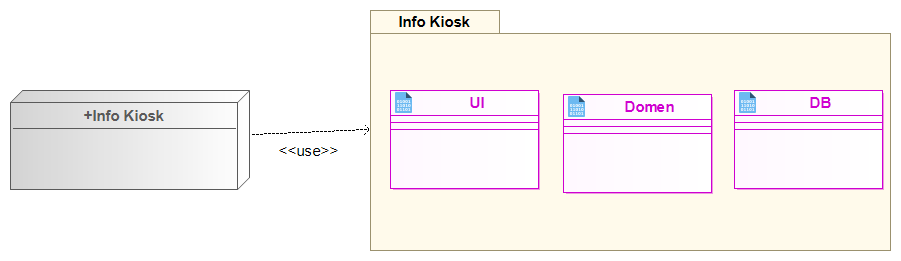 Info Kiosk
+Info Kiosk
<<use>>
UI
Domen
DB